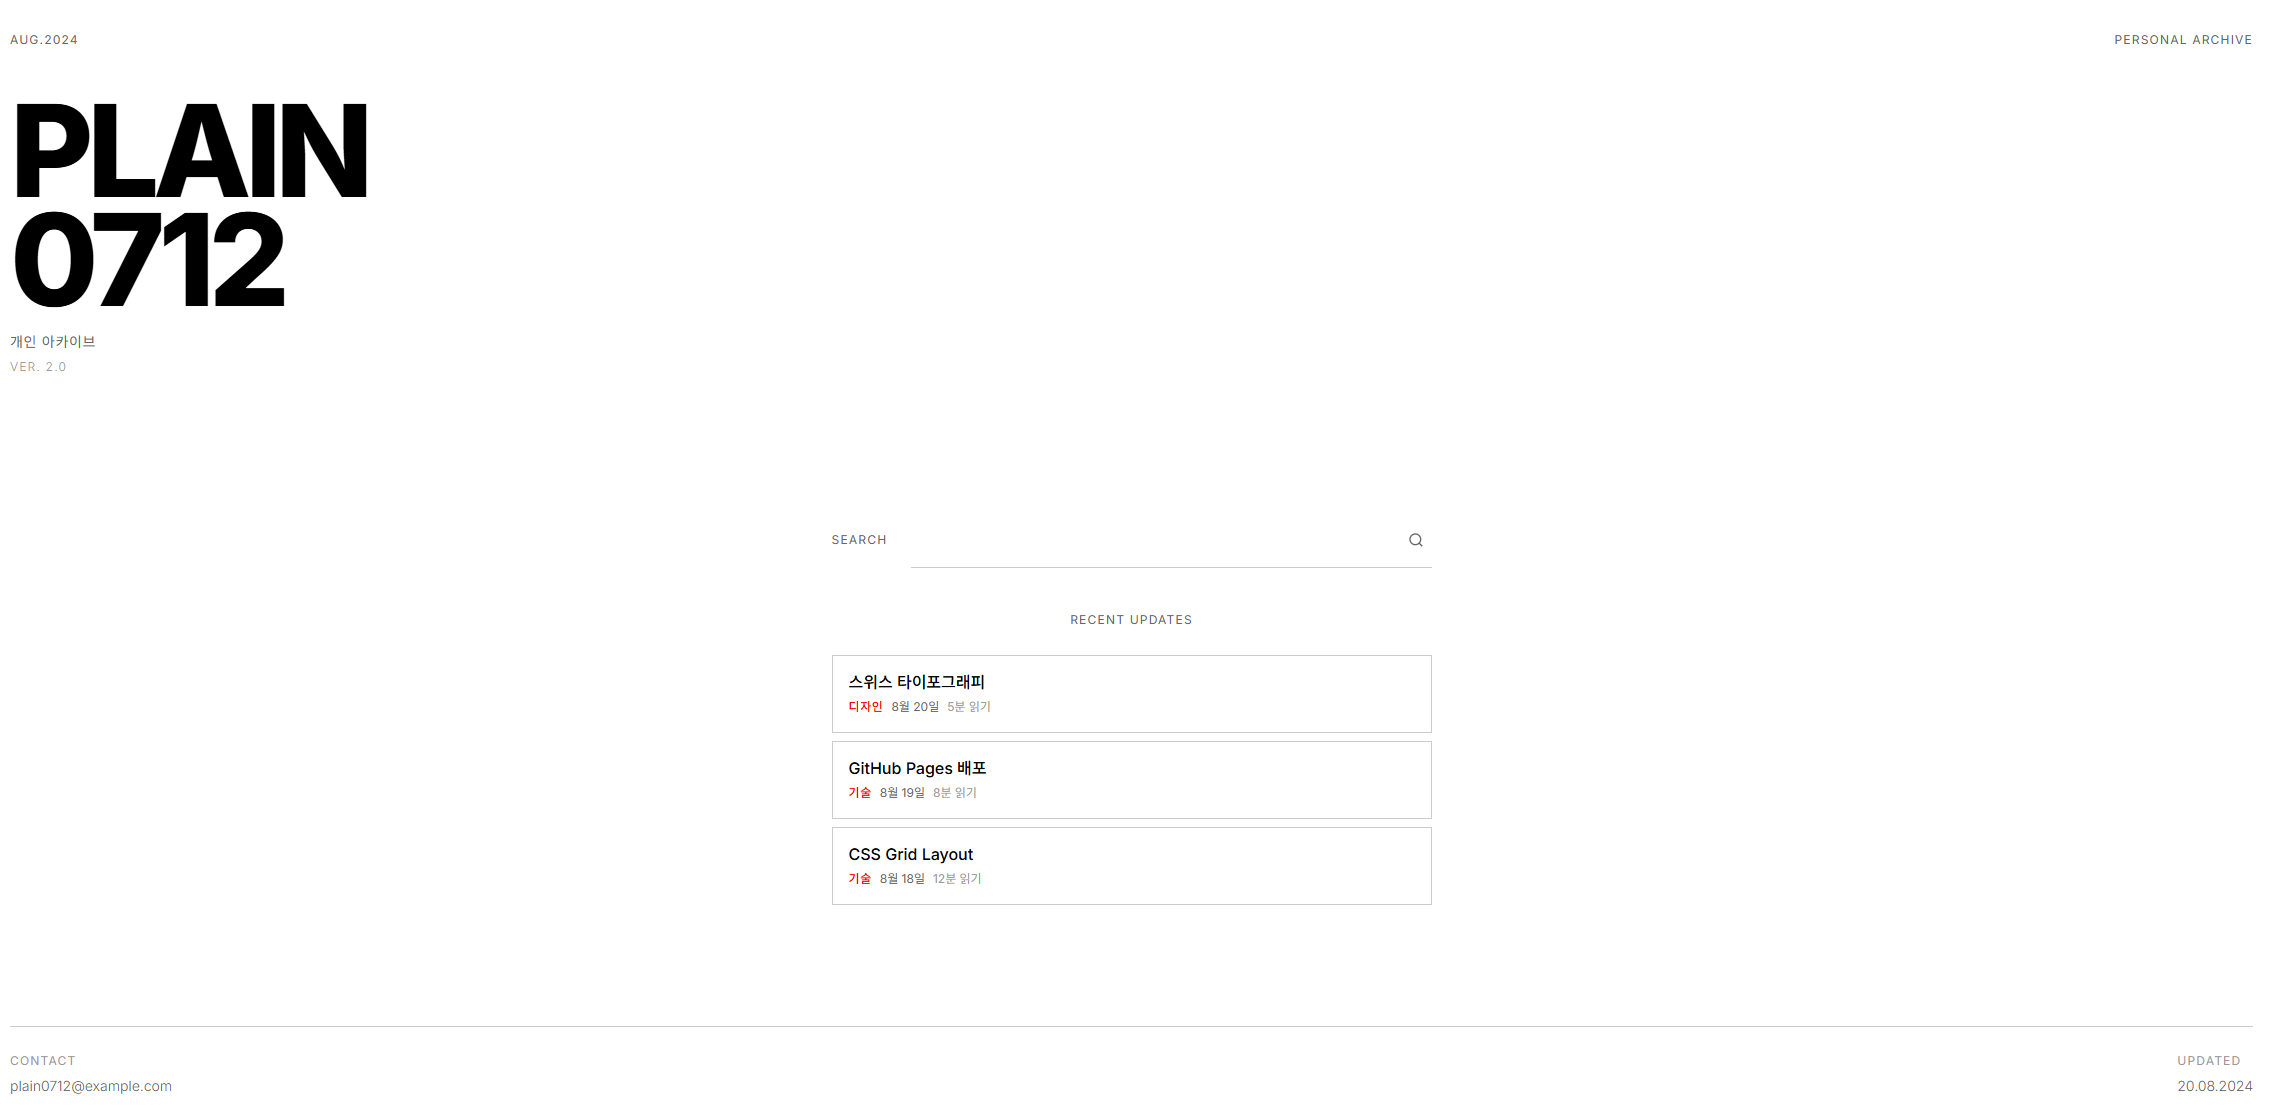 AUG.2024
PERSONAL ARCHIVE
PLAIN
0712
개인 아카이브
VER. 2.0
SEARCH
RECENT UPDATES
스위스 타이포그래피
디자인 8월 20일 5분 읽기
GitHub Pages 배포
기술 8월 19일 8분 읽기
CSS Grid Layout
기술 8월 18일 12분 읽기
CONTACT
plain0712@example.com
UPDATED
20.08.2024